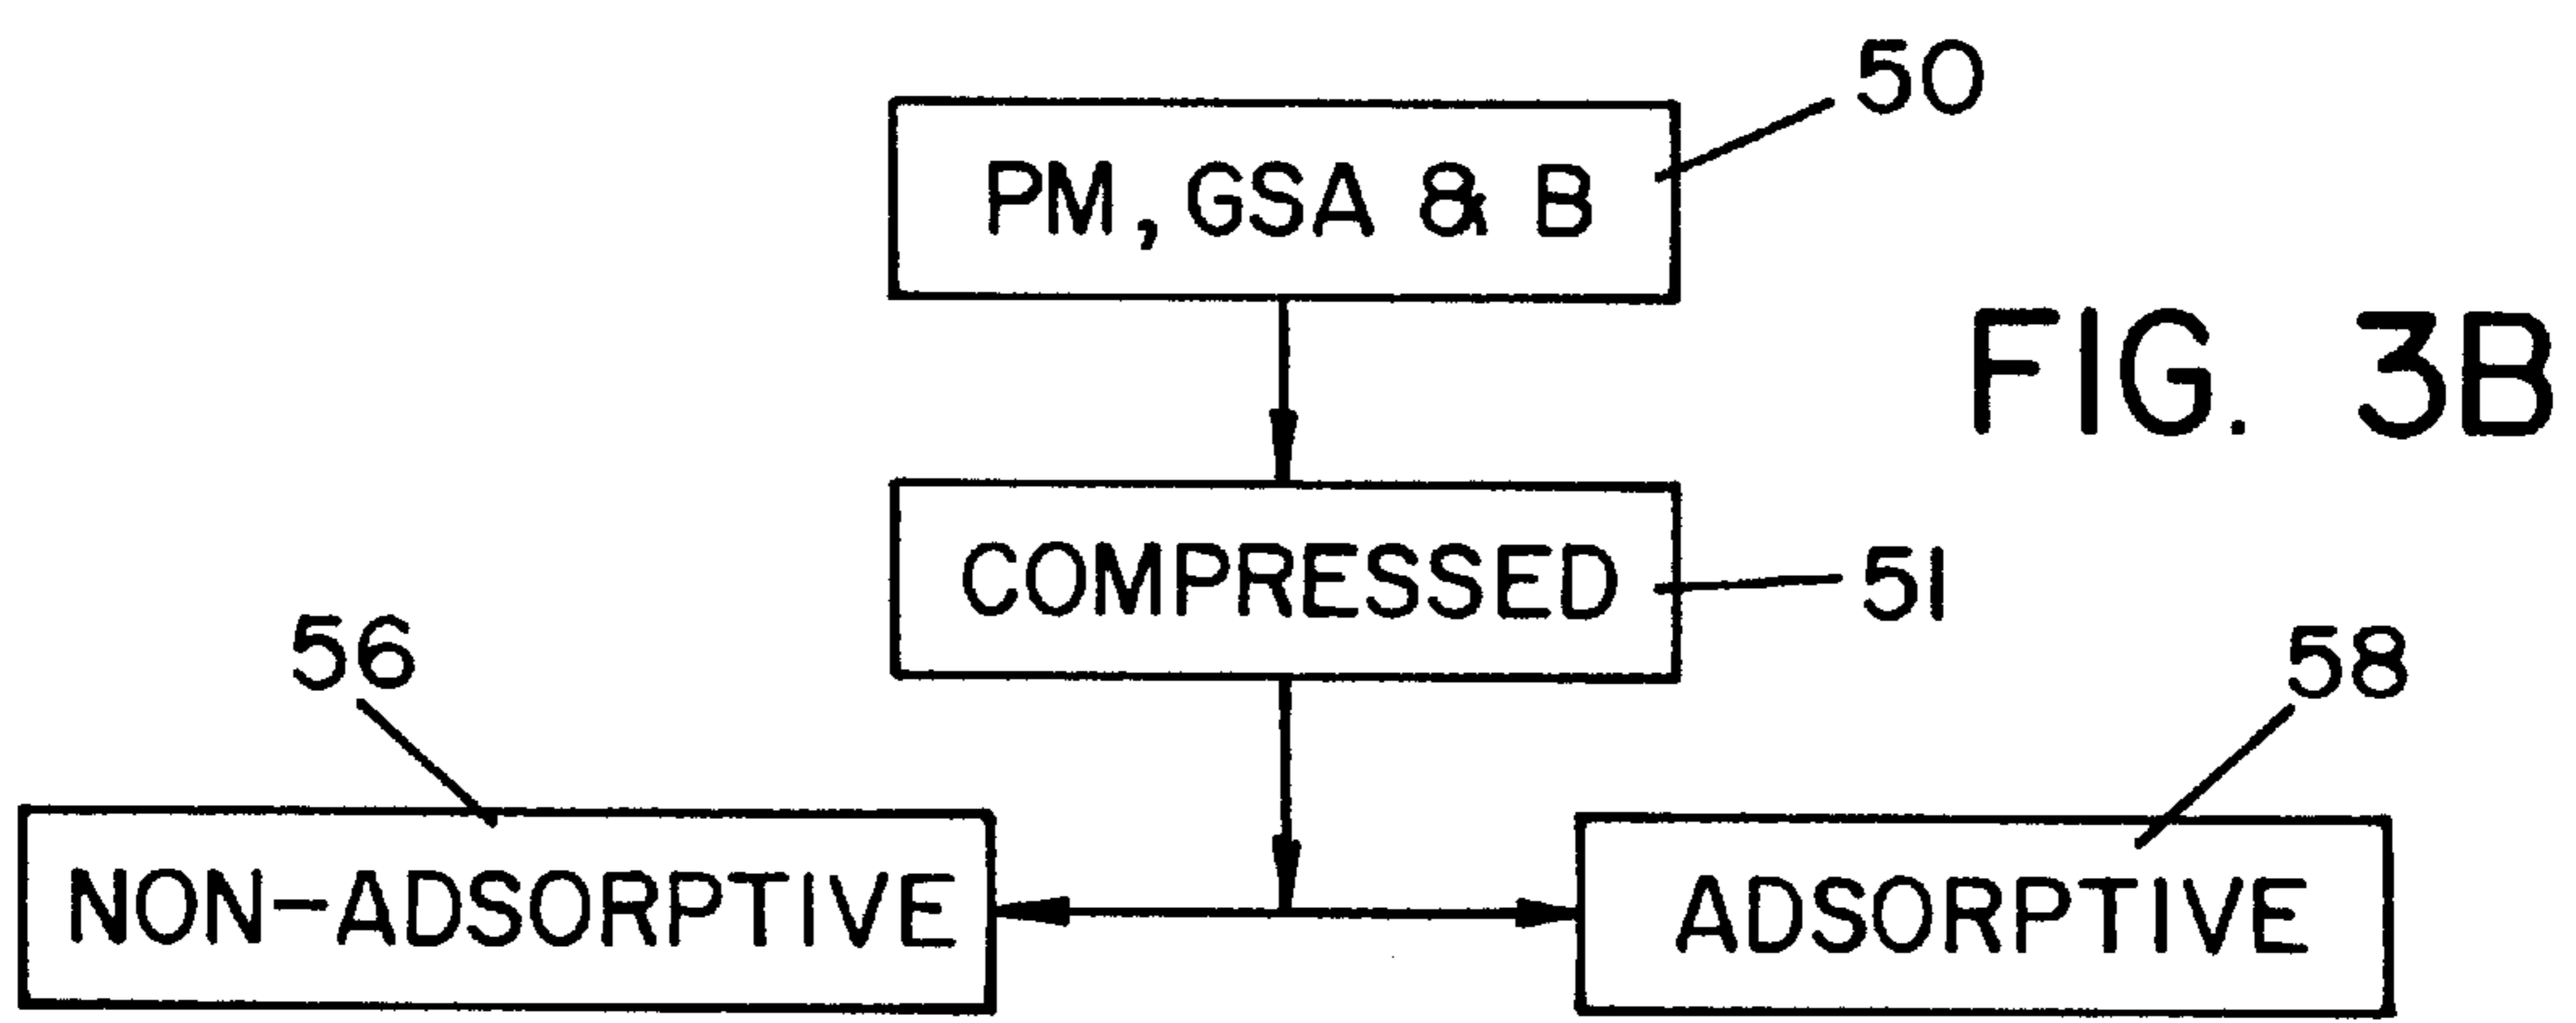 50
PM, GSA & B
FIG. 3B
COMPRESSED
51
56
58
NON-ADSORPTIVE
ADSORPTIVE